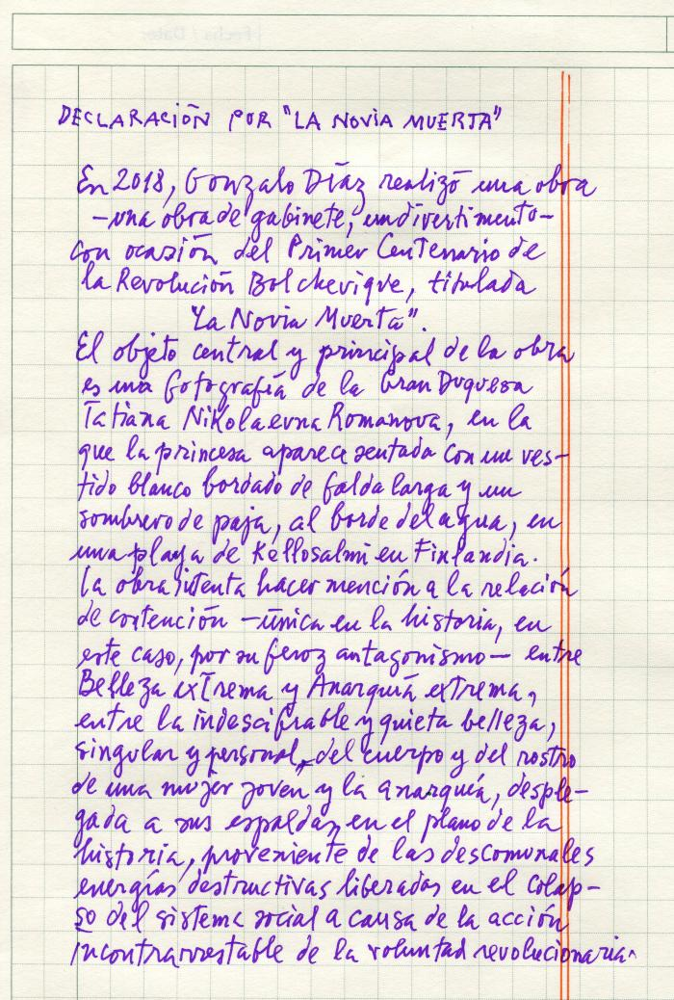 DECLARACIÓN POR "LA NOVIA MUERTA"
En 2018, Gonzalo Díaz realizó una obra
—una obra de gabinete, un divertimento—
con ocasión del Primer Centenario de
la Revolución Bolchevique, titulada
"La Novia Muerta".
El objeto central y principal de la obra
es una fotografía de la Gran Duquesa
Tatiana Nikolaevna Romanova, en la
que la princesa aparece sentada con un ves-
tido blanco bordado de falda larga y un
sombrero de paja, al borde del agua, en
una playa de Kellosalmi en Finlandia.
La obra intenta hacer mención a la relación
de contención —única en la historia, en
este caso, por su feroz antagonismo— entre
Belleza extrema y Anarquía extrema,
entre la indescifrable y quieta belleza,
singular y personal, del cuerpo y del rostro
de una mujer joven y la anarquía, desple-
gada a sus espaldas, en el plano de la
historia, proveniente de las descomunales
energías destructivas liberadas en el colap-
so del sistema social a causa de la acción
incontrarrestable de la voluntad revolucionaria.